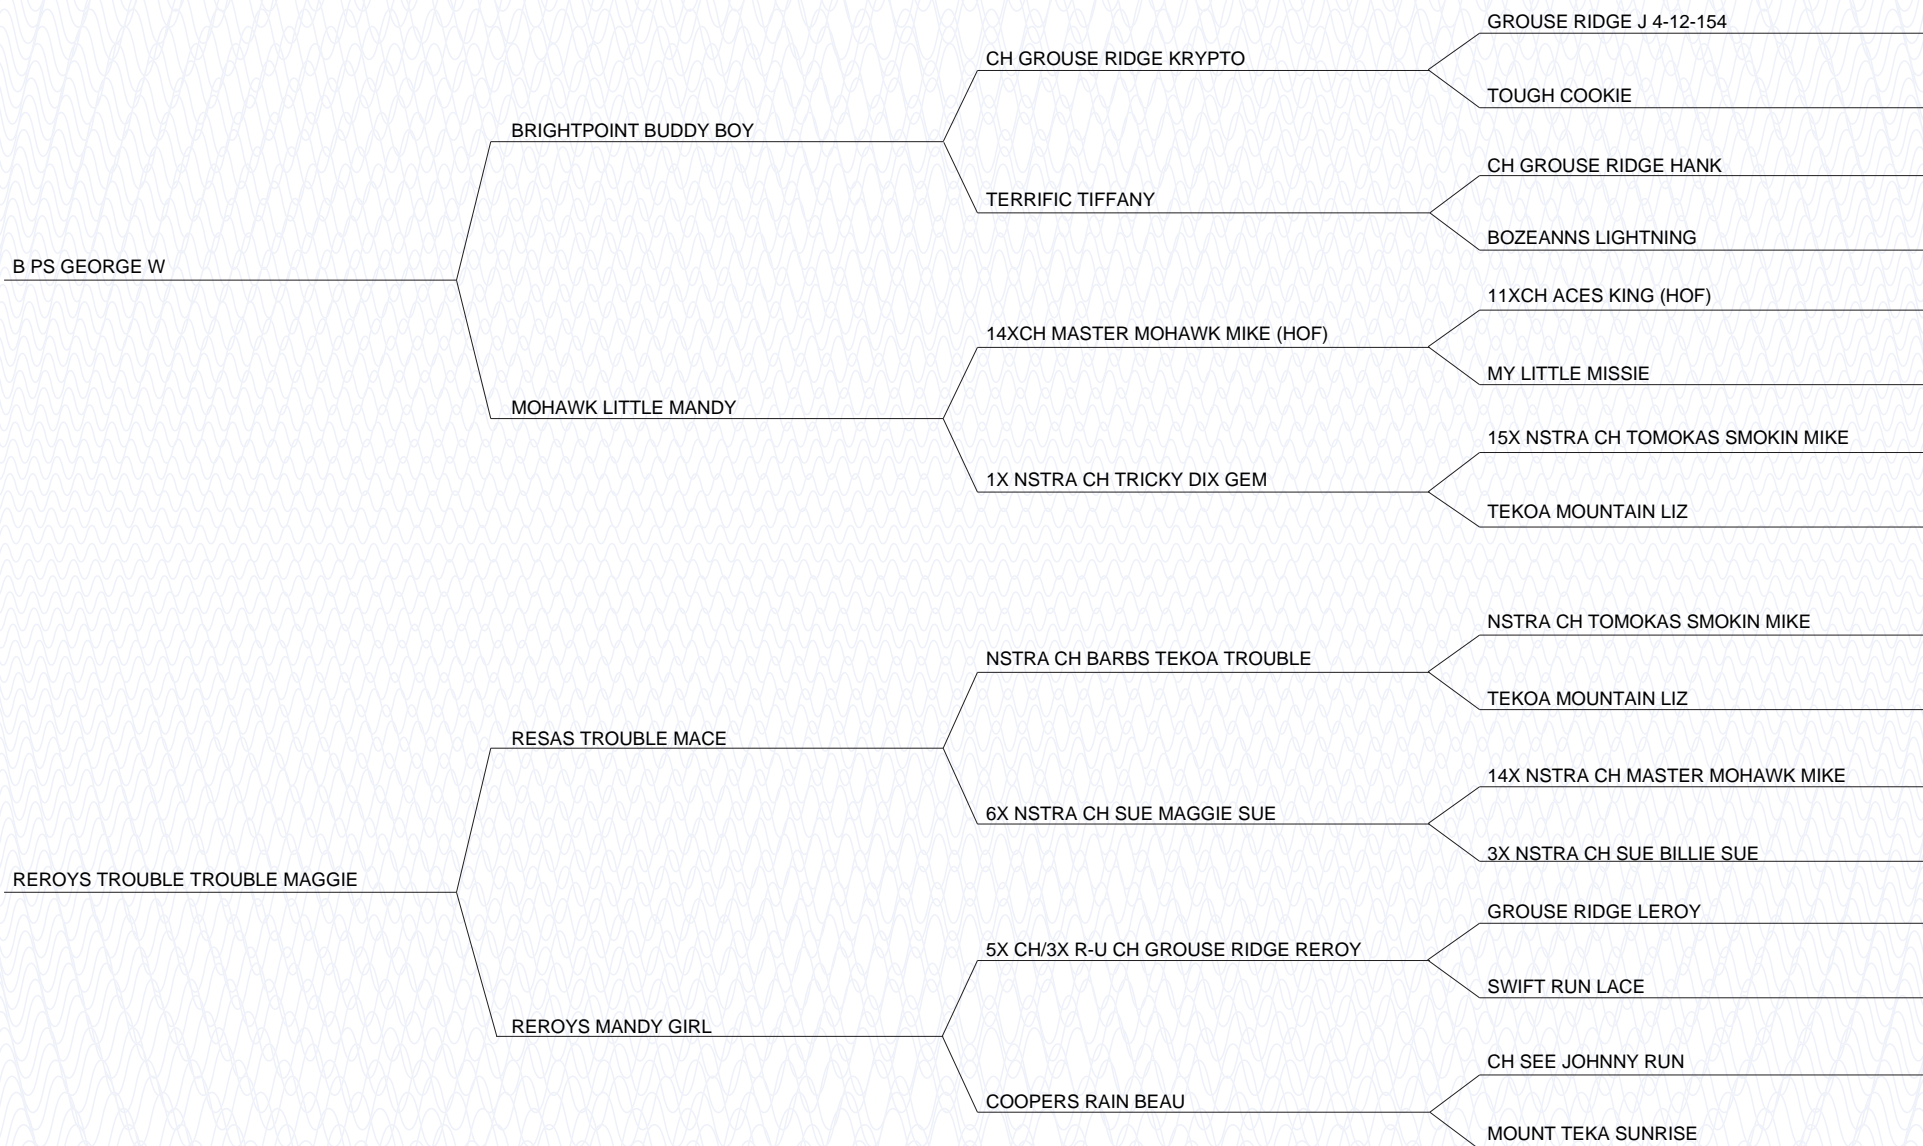 GROUSE RIDGE J 4-12-154
CH GROUSE RIDGE KRYPTO
TOUGH COOKIE
BRIGHTPOINT BUDDY BOY
CH GROUSE RIDGE HANK
TERRIFIC TIFFANY
BOZEANNS LIGHTNING
B PS GEORGE W
11XCH ACES KING (HOF)
14XCH MASTER MOHAWK MIKE (HOF)
MY LITTLE MISSIE
MOHAWK LITTLE MANDY
15X NSTRA CH TOMOKAS SMOKIN MIKE
1X NSTRA CH TRICKY DIX GEM
TEKOA MOUNTAIN LIZ
NSTRA CH TOMOKAS SMOKIN MIKE
NSTRA CH BARBS TEKOA TROUBLE
TEKOA MOUNTAIN LIZ
RESAS TROUBLE MACE
14X NSTRA CH MASTER MOHAWK MIKE
6X NSTRA CH SUE MAGGIE SUE
3X NSTRA CH SUE BILLIE SUE
REROYS TROUBLE TROUBLE MAGGIE
GROUSE RIDGE LEROY
5X CH/3X R-U CH GROUSE RIDGE REROY
SWIFT RUN LACE
REROYS MANDY GIRL
CH SEE JOHNNY RUN
COOPERS RAIN BEAU
MOUNT TEKA SUNRISE